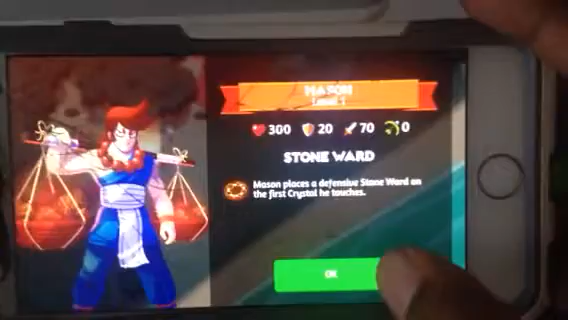 MASON
Level 1
300 20 70 0
STONE WARD
Mason places a defensive Stone Ward on
the first Crystal he touches.
OK